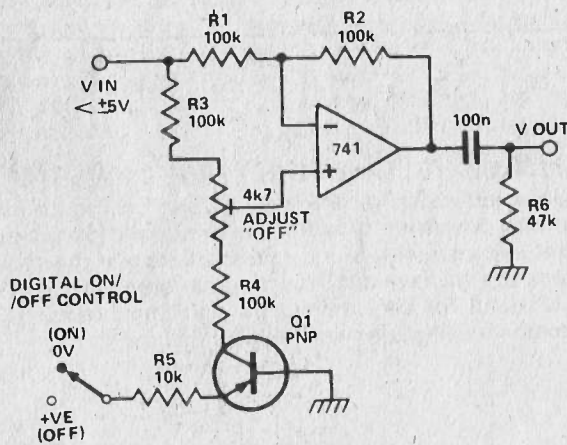 R1
100k
R2
100k
V IN
< ±5V
R3
100k
−
741
+
100n
V OUT
4k7
ADJUST
"OFF"
R6
47k
R4
100k
DIGITAL ON/
/OFF CONTROL
(ON)
0V
Q1
PNP
R5
10k
+VE
(OFF)